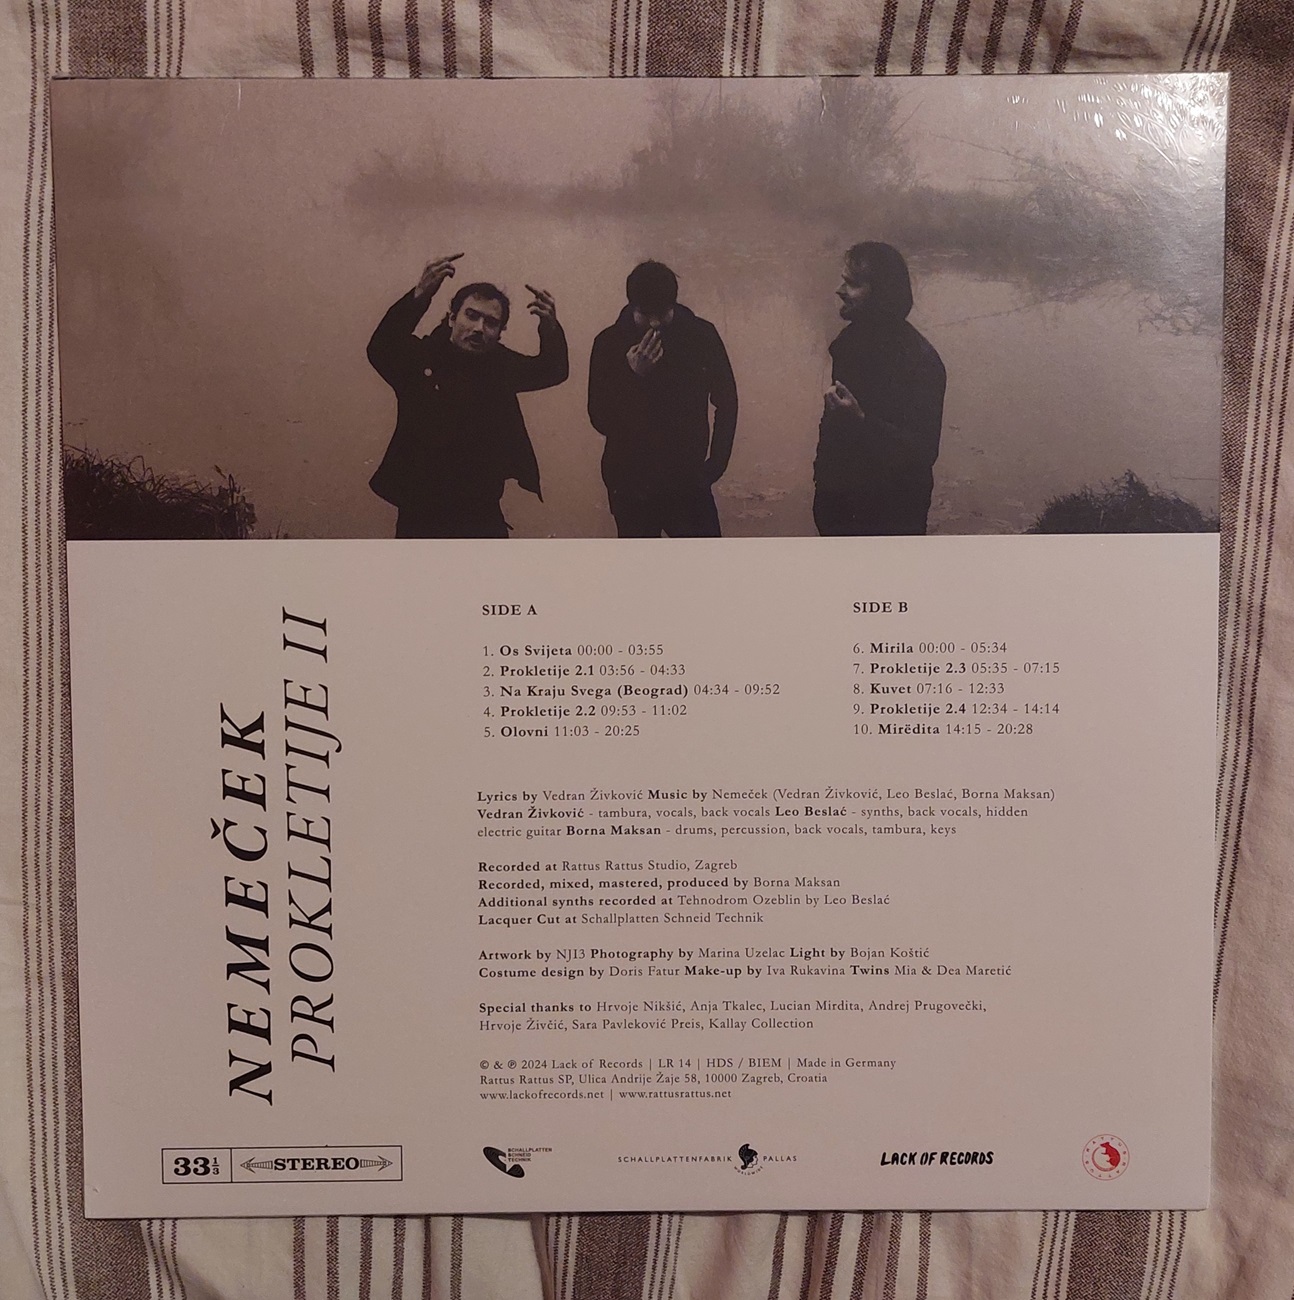 NEMEČEK
PROKLETIJE II
SIDE A
1. Os Svijeta 00:00 - 03:55
2. Prokletije 2.1 03:56 - 04:33
3. Na Kraju Svega (Beograd) 04:34 - 09:52
4. Prokletije 2.2 09:53 - 11:02
5. Olovni 11:03 - 20:25
SIDE B
6. Mirila 00:00 - 05:34
7. Prokletije 2.3 05:35 - 07:15
8. Kuvet 07:16 - 12:33
9. Prokletije 2.4 12:34 - 14:14
10. Mirëdita 14:15 - 20:28
Lyrics by Vedran Živković Music by Nemeček (Vedran Živković, Leo Beslać, Borna Maksan)
Vedran Živković - tambura, vocals, back vocals Leo Beslać - synths, back vocals, hidden
electric guitar Borna Maksan - drums, percussion, back vocals, tambura, keys
Recorded at Rattus Rattus Studio, Zagreb
Recorded, mixed, mastered, produced by Borna Maksan
Additional synths recorded at Tehnodrom Ozeblin by Leo Beslać
Lacquer Cut at Schallplatten Schneid Technik
Artwork by NJI3 Photography by Marina Uzelac Light by Bojan Koštić
Costume design by Doris Fatur Make-up by Iva Rukavina Twins Mia & Dea Maretić
Special thanks to Hrvoje Nikšić, Anja Tkalec, Lucian Mirdita, Andrej Prugovečki,
Hrvoje Živčić, Sara Pavleković Preis, Kallay Collection
© & ℗ 2024 Lack of Records | LR 14 | HDS / BIEM | Made in Germany
Rattus Rattus SP, Ulica Andrije Žaje 58, 10000 Zagreb, Croatia
www.lackofrecords.net | www.rattusrattus.net
33⅓ STEREO
SCHALLPLATTEN
SCHNEID
TECHNIK
SCHALLPLATTENFABRIK PALLAS
WORLDWIDE
LACK OF RECORDS